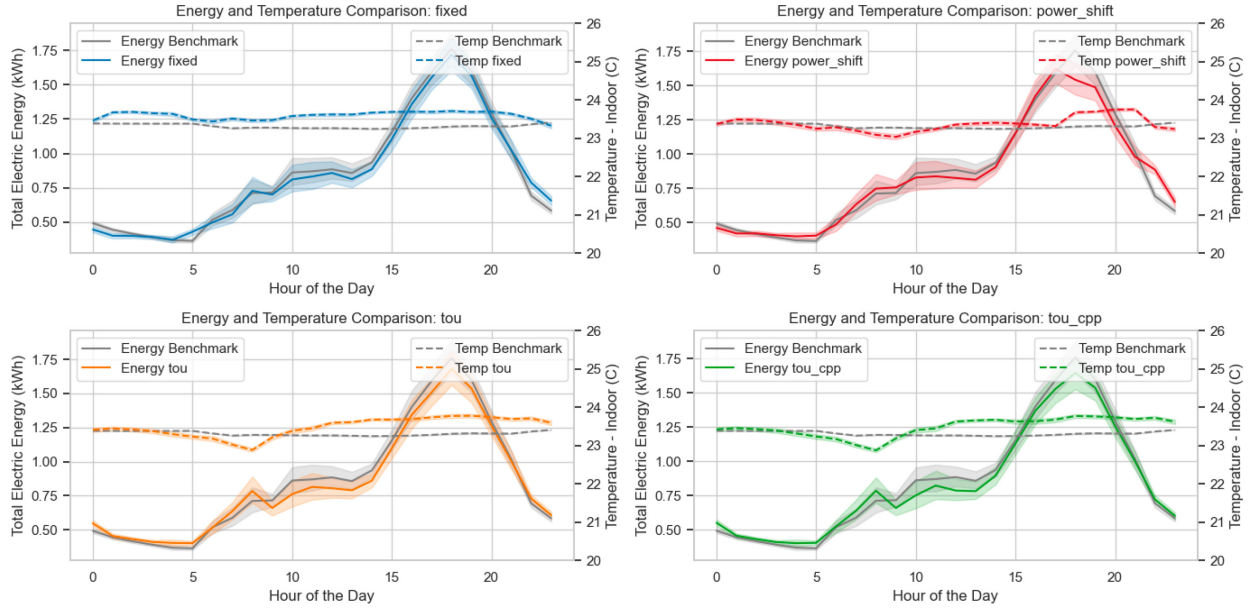 Energy and Temperature Comparison: fixed
Energy Benchmark
Energy fixed
Temp Benchmark
Temp fixed
Total Electric Energy (kWh)
1.75
1.50
1.25
1.00
0.75
0.50
Temperature - Indoor (C)
26
25
24
23
22
21
20
0 5 10 15 20
Hour of the Day
Energy and Temperature Comparison: power_shift
Energy Benchmark
Energy power_shift
Temp Benchmark
Temp power_shift
Total Electric Energy (kWh)
1.75
1.50
1.25
1.00
0.75
0.50
Temperature - Indoor (C)
26
25
24
23
22
21
20
0 5 10 15 20
Hour of the Day
Energy and Temperature Comparison: tou
Energy Benchmark
Energy tou
Temp Benchmark
Temp tou
Total Electric Energy (kWh)
1.75
1.50
1.25
1.00
0.75
0.50
Temperature - Indoor (C)
26
25
24
23
22
21
20
0 5 10 15 20
Hour of the Day
Energy and Temperature Comparison: tou_cpp
Energy Benchmark
Energy tou_cpp
Temp Benchmark
Temp tou_cpp
Total Electric Energy (kWh)
1.75
1.50
1.25
1.00
0.75
0.50
Temperature - Indoor (C)
26
25
24
23
22
21
20
0 5 10 15 20
Hour of the Day